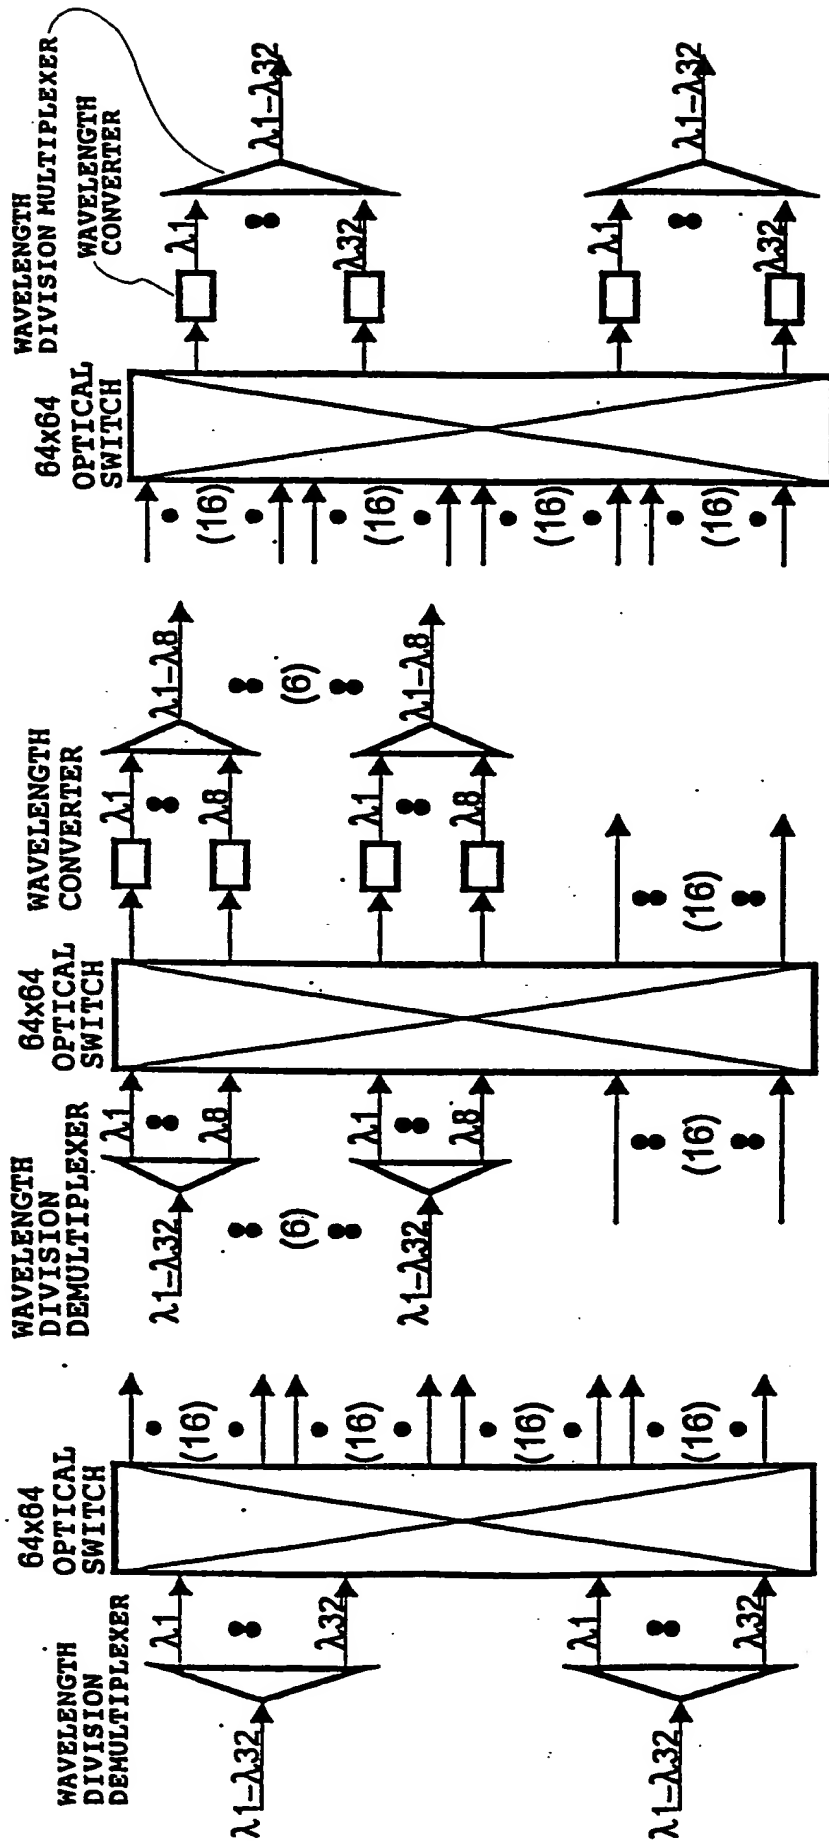 WAVELENGTH
DIVISION
DEMULTIPLEXER
64x64
OPTICAL
SWITCH
λ1–λ32
λ1
λ32
λ1–λ32
λ1
λ32
(16)
(16)
(16)
(16)
WAVELENGTH
DIVISION
DEMULTIPLEXER
64x64
OPTICAL
SWITCH
WAVELENGTH
CONVERTER
λ1–λ32
λ1
λ8
(6)
λ1–λ32
λ1
λ8
(16)
λ1
λ8
λ1–λ8
(6)
λ1
λ8
λ1–λ8
(16)
64x64
OPTICAL
SWITCH
WAVELENGTH
DIVISION MULTIPLEXER
WAVELENGTH
CONVERTER
(16)
(16)
(16)
(16)
λ1
λ32
λ1–λ32
λ1
λ32
λ1–λ32